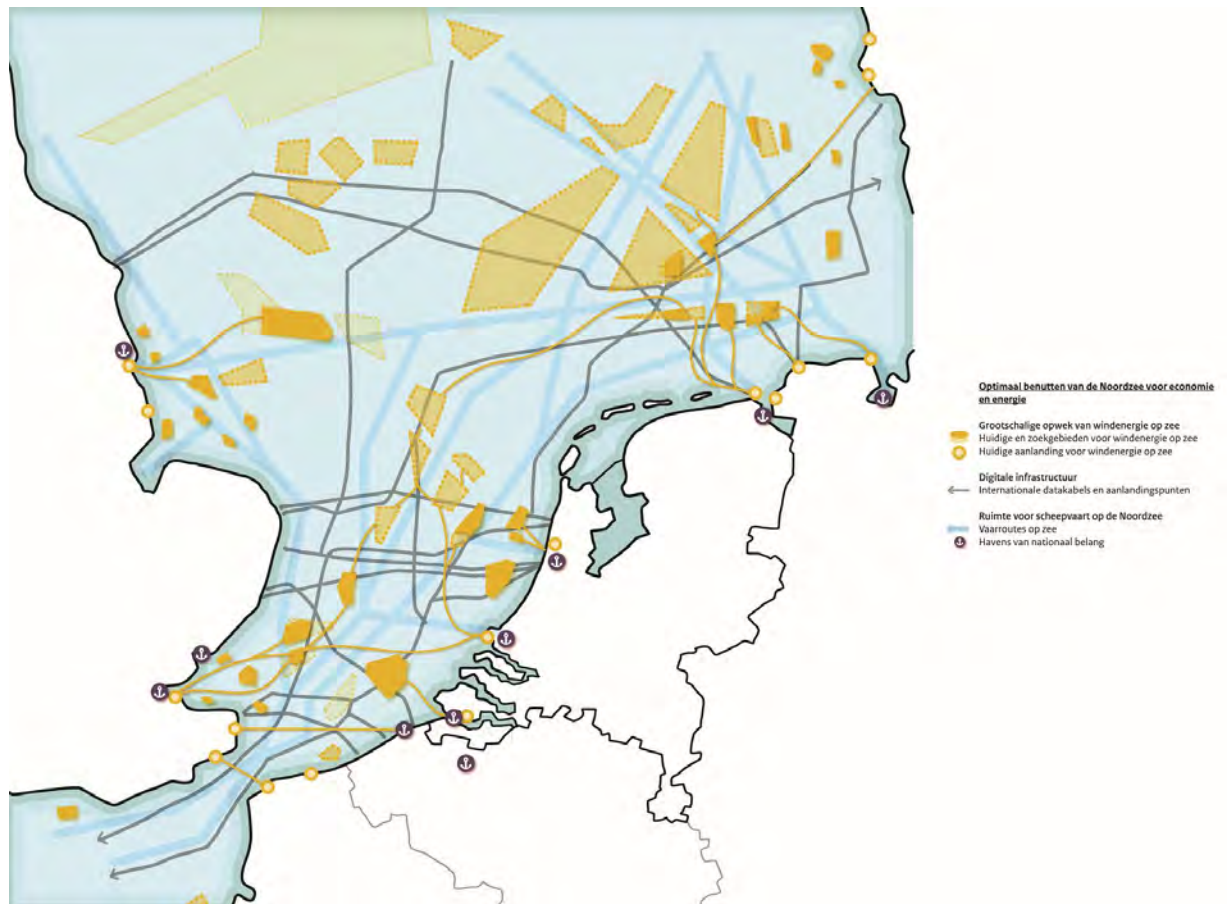 Optimaal benutten van de Noordzee voor economie
en energie
Grootschalige opwek van windenergie op zee
Huidige en zoekgebieden voor windenergie op zee
Huidige aanlanding voor windenergie op zee
Digitale infrastructuur
Internationale datakabels en aanlandingspunten
Ruimte voor scheepvaart op de Noordzee
Vaarroutes op zee
Havens van nationaal belang